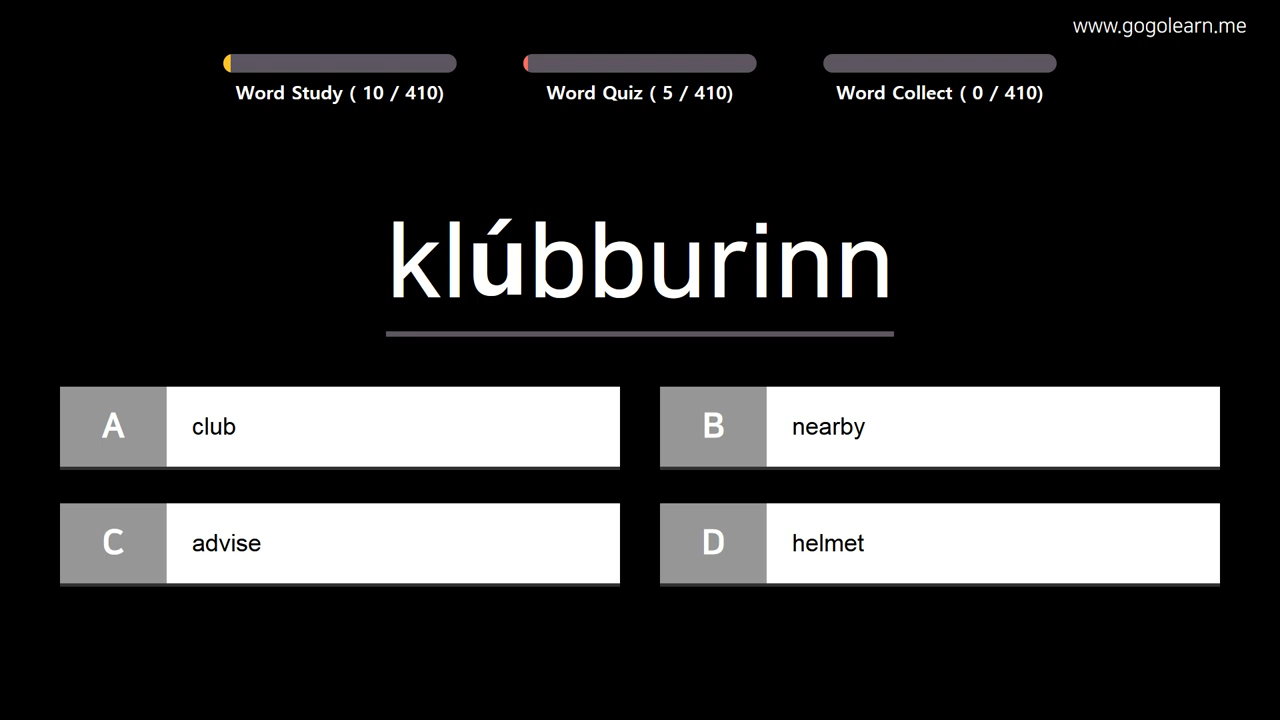 www.gogolearn.me
Word Study ( 10 / 410)
Word Quiz ( 5 / 410)
Word Collect ( 0 / 410)
klúbburinn
A club
B nearby
C advise
D helmet